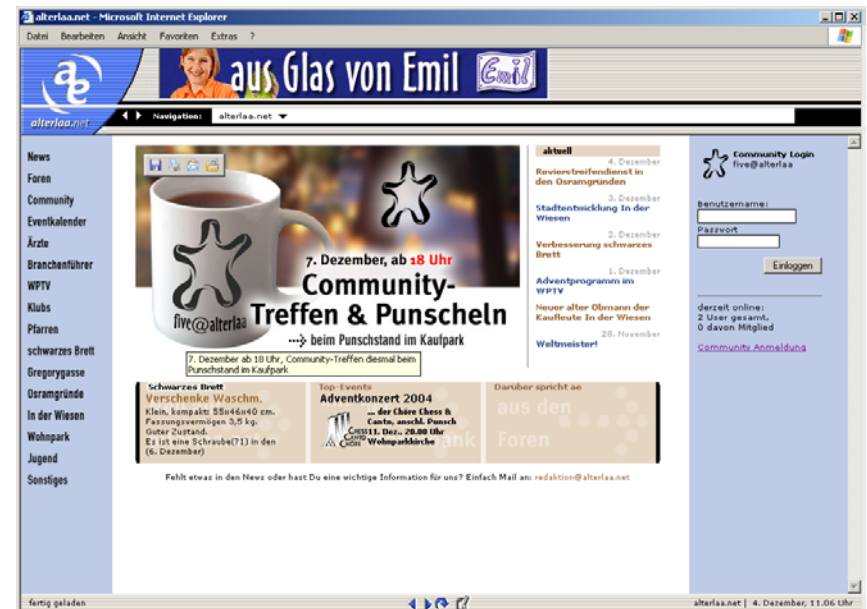 alterlaa.net - Microsoft Internet Explorer
Datei Bearbeiten Ansicht Favoriten Extras ?
aus Glas von Emil Emil
ae
alterlaa.net
Navigation: alterlaa.net
News
Foren
Community
Eventkalender
Ärzte
Branchenführer
WPTV
Klubs
Pfarren
schwarzes Brett
Gregorygasse
Osramgründe
In der Wiesen
Wohnpark
Jugend
Sonstiges
five@alterlaa
7. Dezember, ab 18 Uhr
Community-
Treffen & Punscheln
beim Punschstand im Kaufpark
7. Dezember ab 18 Uhr, Community-Treffen diesmal beim
Punschstand im Kaufpark
aktuell
4. Dezember
Revierstreifendienst in
den Osramgründen
3. Dezember
Stadtentwicklung In der
Wiesen
2. Dezember
Verbesserung schwarzes
Brett
1. Dezember
Adventprogramm im
WPTV
Neuer alter Obmann der
Kaufleute In der Wiesen
28. November
Weltmeister!
Community Login
five@alterlaa
Benutzername:
Passwort
Einloggen
derzeit online:
2 User gesamt,
0 davon Mitglied
Community Anmeldung
Schwarzes Brett
Verschenke Waschm.
Klein, kompakt: 55x46x40 cm.
Fassungsvermögen 3,5 kg.
Guter Zustand.
Es ist eine Schraube(?1) in den
(6. Dezember)
Top-Events
Adventkonzert 2004
... der Chöre Chess &
Canto, anschl. Punsch
11. Dez., 20.00 Uhr
Wohnparkkirche
CHESS
CANTO
CHÖRE
Darüber spricht ae
aus den
Foren
Fehlt etwas in den News oder hast Du eine wichtige Information für uns? Einfach Mail an: redaktion@alterlaa.net
fertig geladen
alterlaa.net | 4. Dezember, 11.06 Uhr